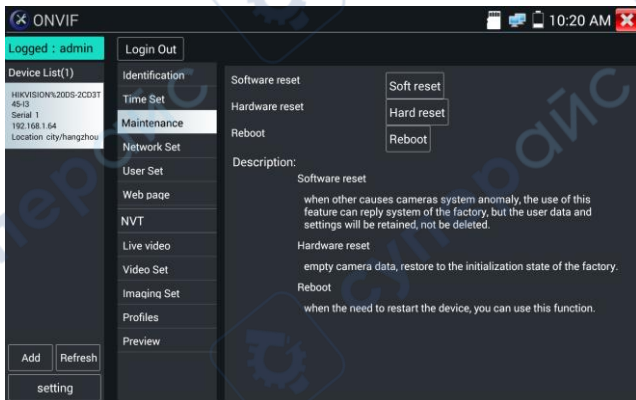 ONVIF
10:20 AM
Logged : admin
Login Out
Device List(1)
HIKVISION%20DS-2CD3T
45-I3
Serial 1
192.168.1.64
Location city/hangzhou
Identification
Time Set
Maintenance
Network Set
User Set
Web page
NVT
Live video
Video Set
Imaging Set
Profiles
Preview
Software reset
Soft reset
Hardware reset
Hard reset
Reboot
Reboot
Description:
Software reset
when other causes cameras system anomaly, the use of this
feature can reply system of the factory, but the user data and
settings will be retained, not be deleted.
Hardware reset
empty camera data, restore to the initialization state of the factory.
Reboot
when the need to restart the device, you can use this function.
Add
Refresh
setting
суперайс